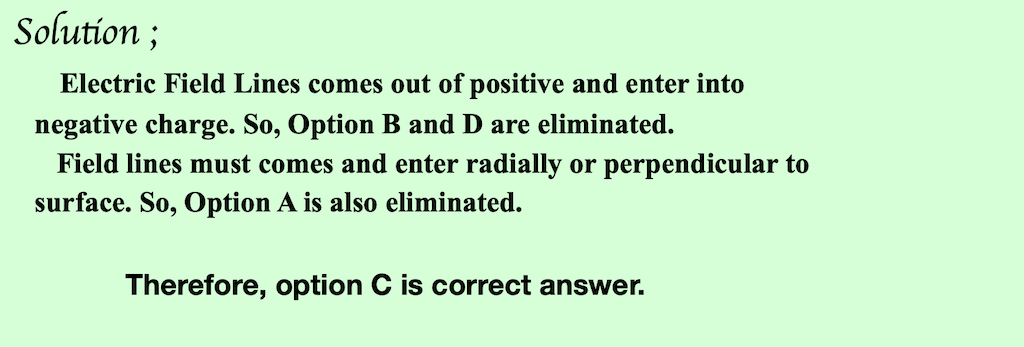 Solution ;
Electric Field Lines comes out of positive and enter into
negative charge. So, Option B and D are eliminated.
Field lines must comes and enter radially or perpendicular to
surface. So, Option A is also eliminated.
Therefore, option C is correct answer.